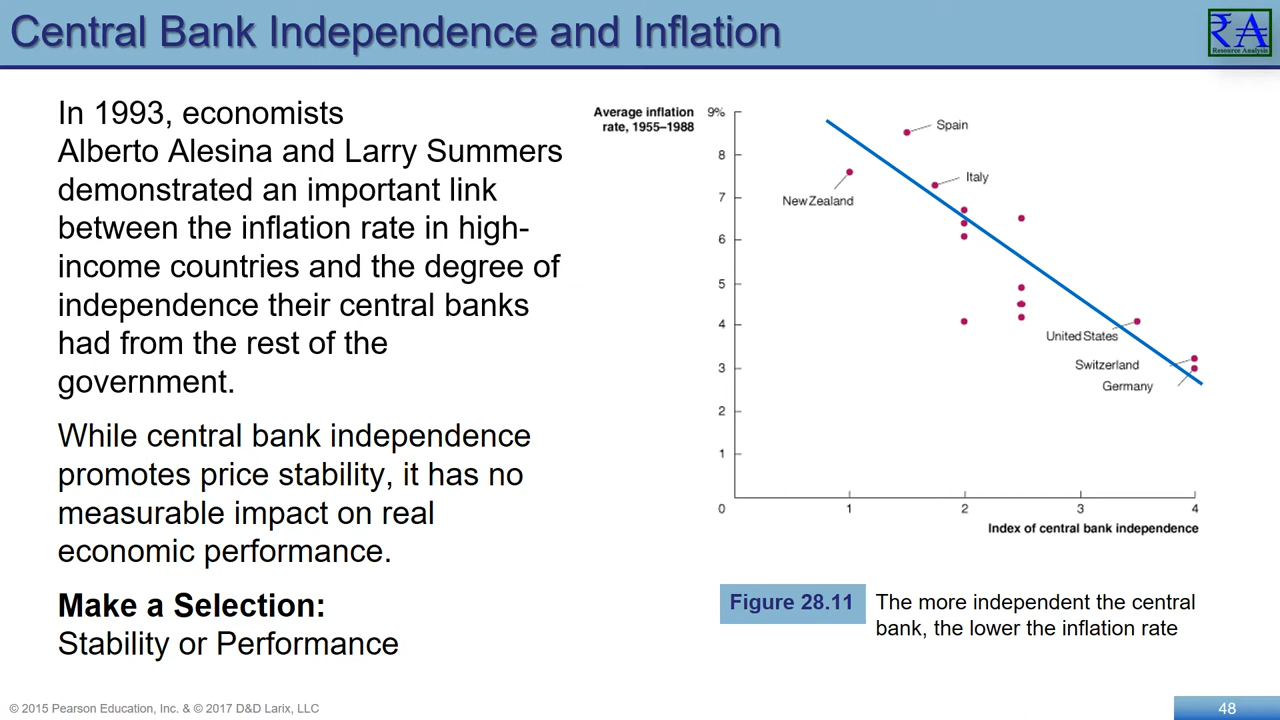 Central Bank Independence and Inflation
₹A
Resource Analysis
In 1993, economists
Alberto Alesina and Larry Summers
demonstrated an important link
between the inflation rate in high-
income countries and the degree of
independence their central banks
had from the rest of the
government.
While central bank independence
promotes price stability, it has no
measurable impact on real
economic performance.
Make a Selection:
Stability or Performance
Average inflation
rate, 1955–1988
9%
8
7
6
5
4
3
2
1
0
1
2
3
4
Spain
Italy
New Zealand
United States
Switzerland
Germany
Index of central bank independence
Figure 28.11
The more independent the central
bank, the lower the inflation rate
© 2015 Pearson Education, Inc. & © 2017 D&D Larix, LLC
48